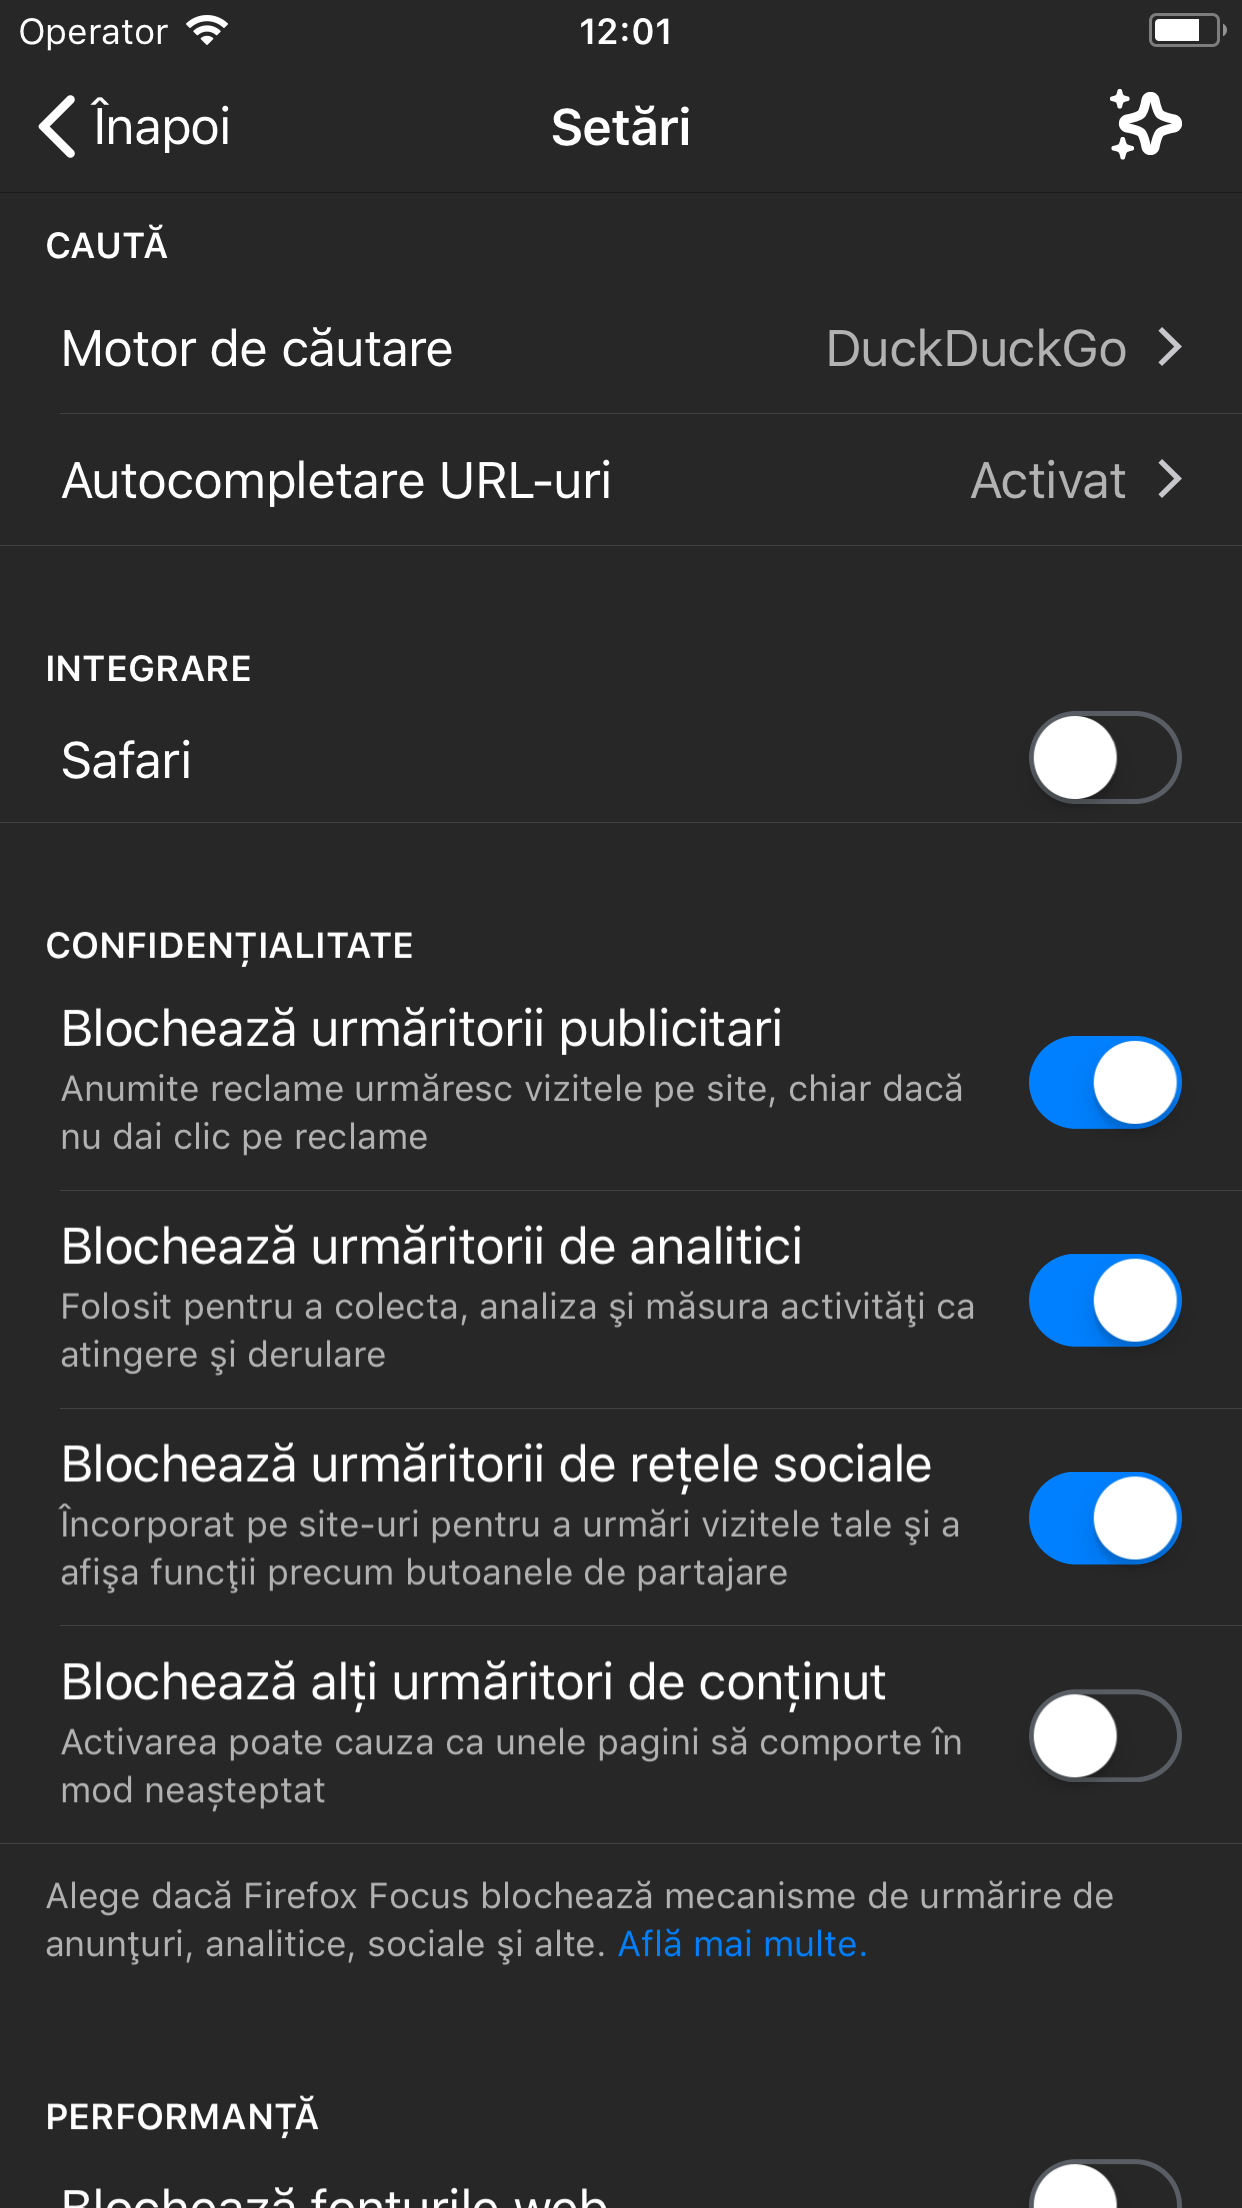 Operator 12:01
Înapoi Setări
CAUTĂ
Motor de căutare DuckDuckGo
Autocompletare URL-uri Activat
INTEGRARE
Safari
CONFIDENȚIALITATE
Blochează urmăritorii publicitari
Anumite reclame urmăresc vizitele pe site, chiar dacă
nu dai clic pe reclame
Blochează urmăritorii de analitici
Folosit pentru a colecta, analiza şi măsura activităţi ca
atingere şi derulare
Blochează urmăritorii de rețele sociale
Încorporat pe site-uri pentru a urmări vizitele tale şi a
afişa funcţii precum butoanele de partajare
Blochează alți urmăritori de conținut
Activarea poate cauza ca unele pagini să comporte în
mod neașteptat
Alege dacă Firefox Focus blochează mecanisme de urmărire de
anunţuri, analitice, sociale şi alte. Află mai multe.
PERFORMANȚĂ
Blochează fonturile web